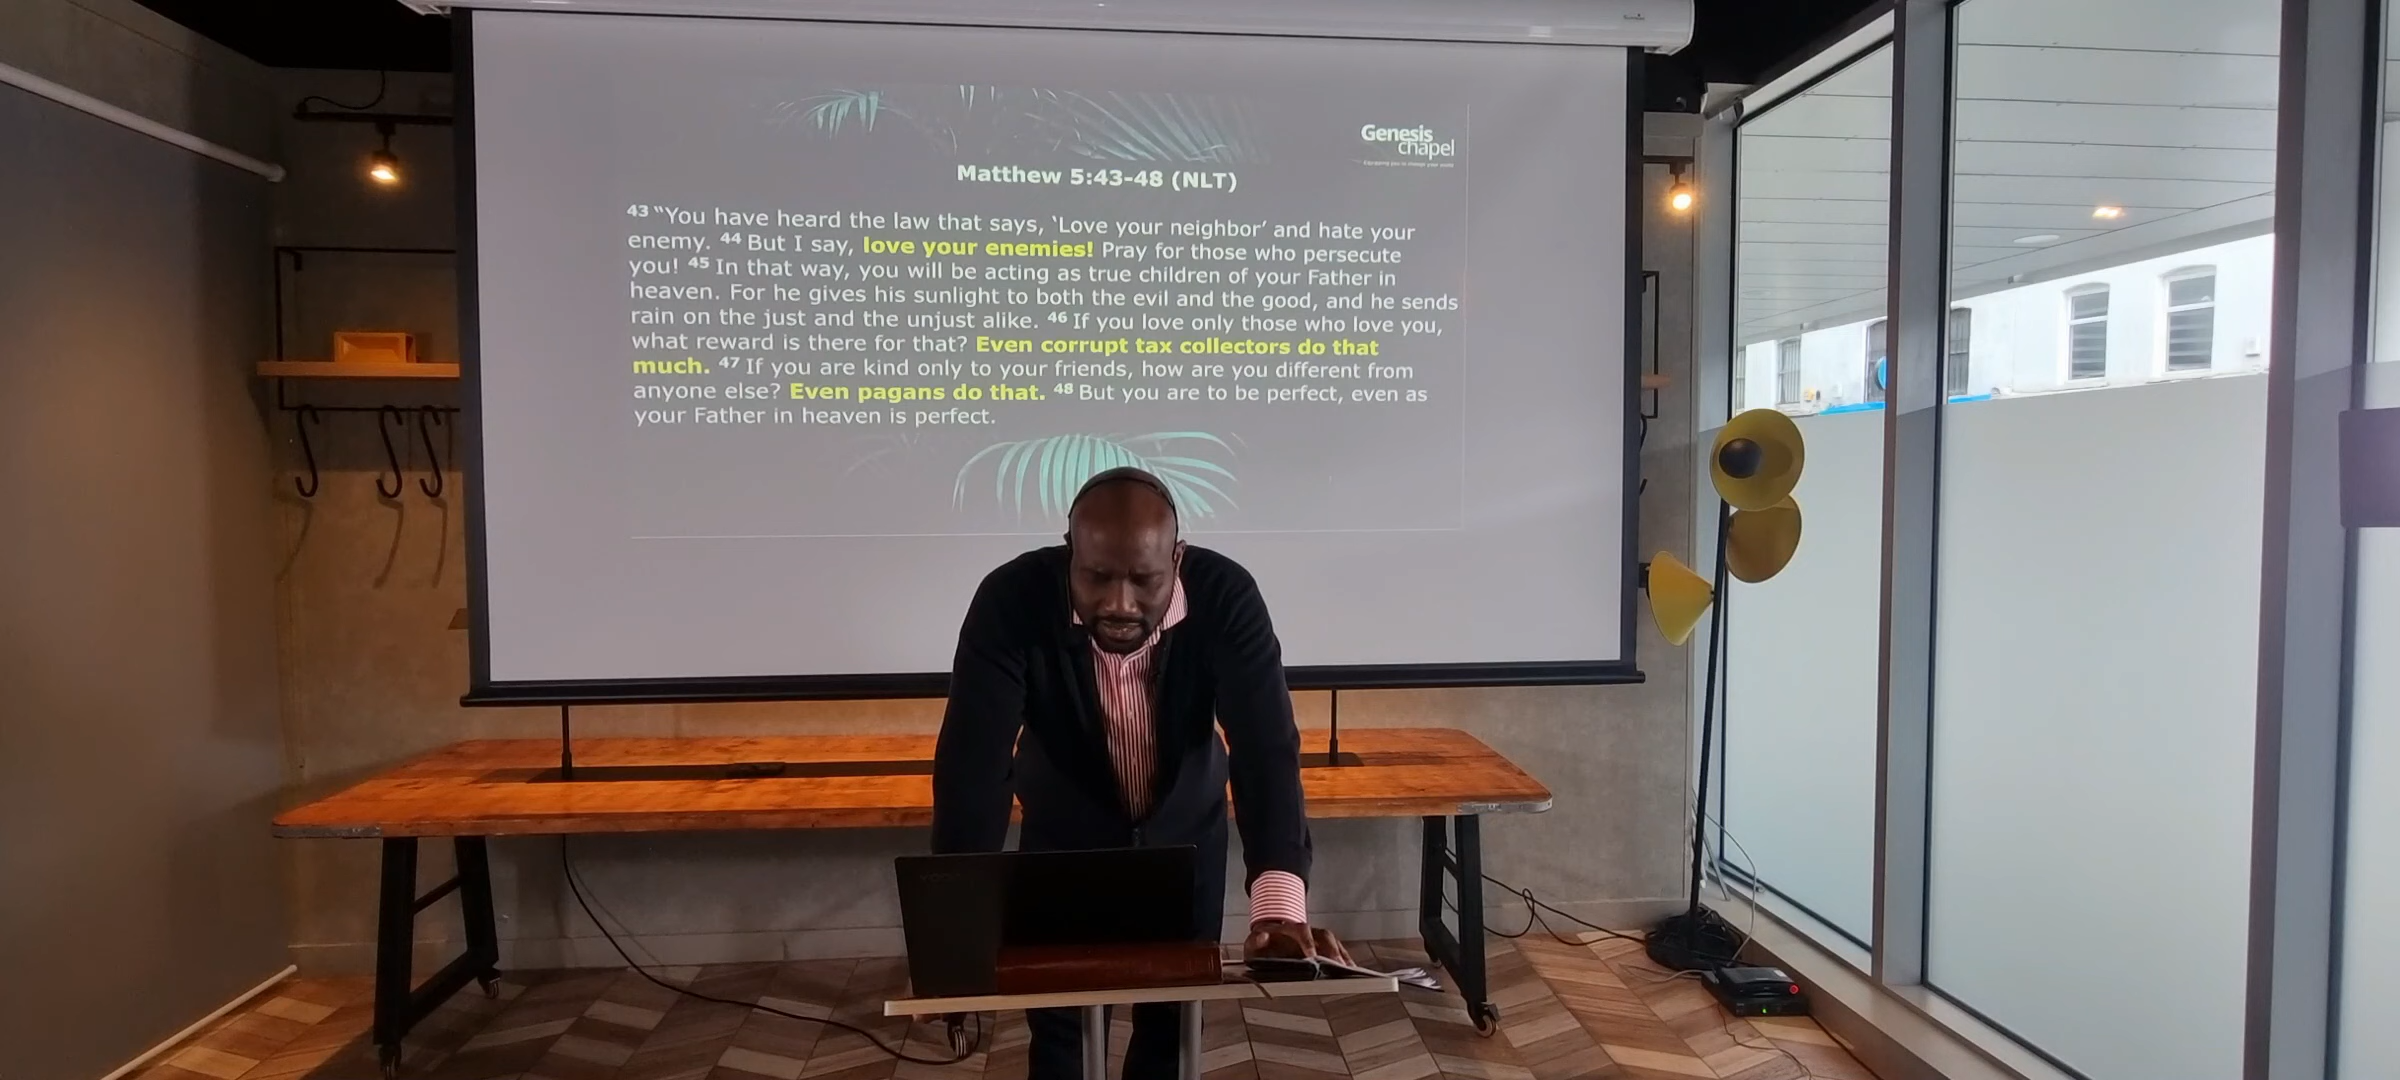 Genesis
chapel
Matthew 5:43-48 (NLT)
43 "You have heard the law that says, ‘Love your neighbor’ and hate your
enemy. 44 But I say, love your enemies! Pray for those who persecute
you! 45 In that way, you will be acting as true children of your Father in
heaven. For he gives his sunlight to both the evil and the good, and he sends
rain on the just and the unjust alike. 46 If you love only those who love you,
what reward is there for that? Even corrupt tax collectors do that
much. 47 If you are kind only to your friends, how are you different from
anyone else? Even pagans do that. 48 But you are to be perfect, even as
your Father in heaven is perfect.